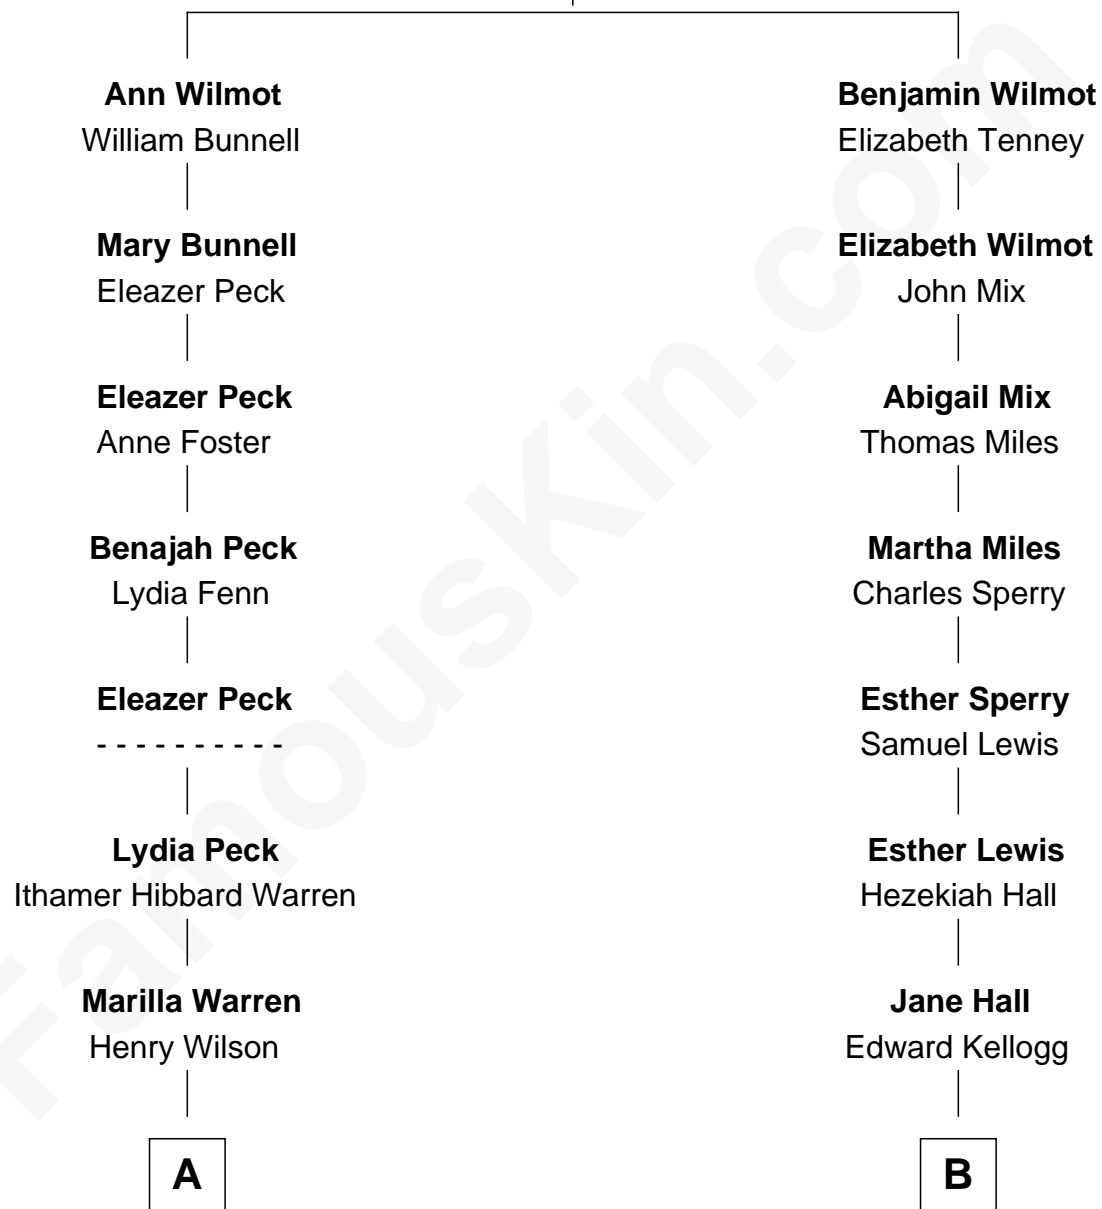 Ann Wilmot
William Bunnell
Mary Bunnell
Eleazer Peck
Eleazer Peck
Anne Foster
Benajah Peck
Lydia Fenn
Eleazer Peck
- - - - - - - - - -
Lydia Peck
Ithamer Hibbard Warren
Marilla Warren
Henry Wilson
A
Benjamin Wilmot
Elizabeth Tenney
Elizabeth Wilmot
John Mix
Abigail Mix
Thomas Miles
Martha Miles
Charles Sperry
Esther Sperry
Samuel Lewis
Esther Lewis
Hezekiah Hall
Jane Hall
Edward Kellogg
B
FamousKin.com